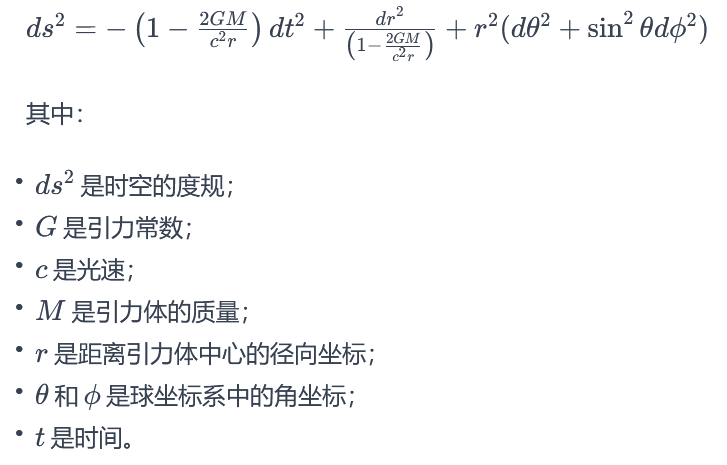 $ds^2 = -\left(1 - \frac{2GM}{c^2r}\right)dt^2 + \frac{dr^2}{\left(1 - \frac{2GM}{c^2r}\right)} + r^2(d\theta^2 + \sin^2\theta d\phi^2)$
其中：
• $ds^2$ 是时空的度规；
• $G$ 是引力常数；
• $c$ 是光速；
• $M$ 是引力体的质量；
• $r$ 是距离引力体中心的径向坐标；
• $\theta$ 和 $\phi$ 是球坐标系中的角坐标；
• $t$ 是时间。